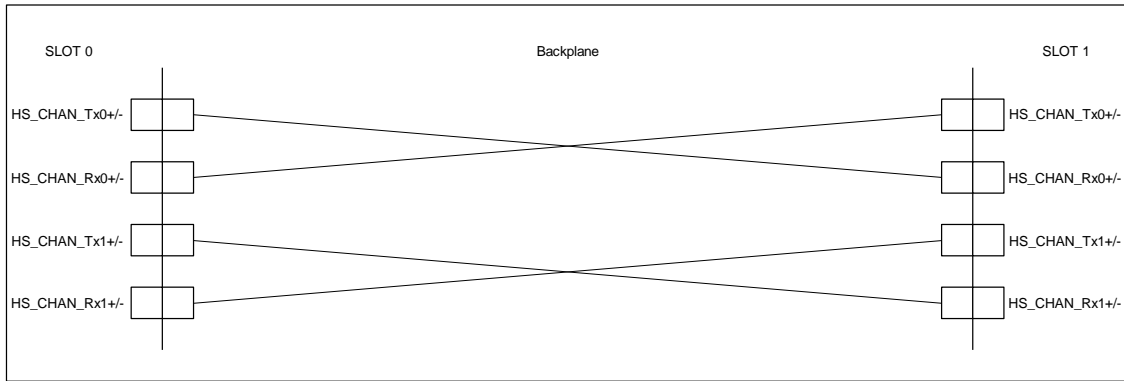 SLOT 0
Backplane
SLOT 1
HS_CHAN_Tx0+/-
HS_CHAN_Tx0+/-
HS_CHAN_Rx0+/-
HS_CHAN_Rx0+/-
HS_CHAN_Tx1+/-
HS_CHAN_Tx1+/-
HS_CHAN_Rx1+/-
HS_CHAN_Rx1+/-